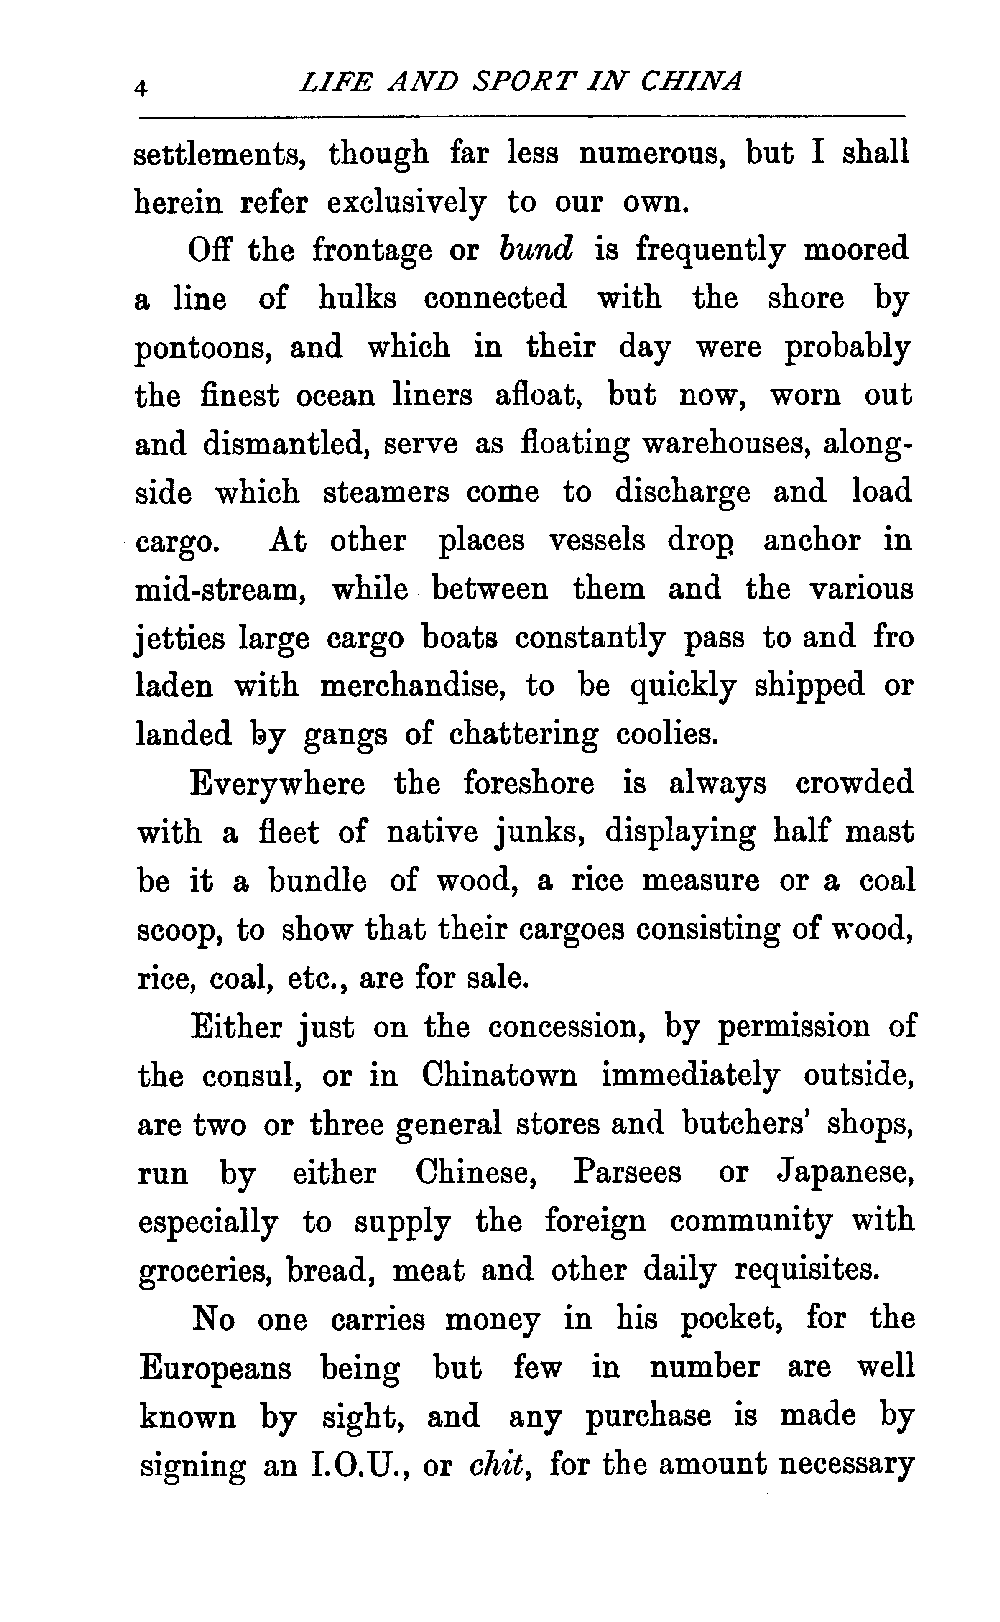 4 LIFE AND SPORT IN CHINA
settlements, though far less numerous, but I shall
herein refer exclusively to our own.
Off the frontage or bund is frequently moored
a line of hulks connected with the shore by
pontoons, and which in their day were probably
the finest ocean liners afloat, but now, worn out
and dismantled, serve as floating warehouses, along-
side which steamers come to discharge and load
cargo. At other places vessels drop anchor in
mid-stream, while between them and the various
jetties large cargo boats constantly pass to and fro
laden with merchandise, to be quickly shipped or
landed by gangs of chattering coolies.
Everywhere the foreshore is always crowded
with a fleet of native junks, displaying half mast
be it a bundle of wood, a rice measure or a coal
scoop, to show that their cargoes consisting of wood,
rice, coal, etc., are for sale.
Either just on the concession, by permission of
the consul, or in Chinatown immediately outside,
are two or three general stores and butchers' shops,
run by either Chinese, Parsees or Japanese,
especially to supply the foreign community with
groceries, bread, meat and other daily requisites.
No one carries money in his pocket, for the
Europeans being but few in number are well
known by sight, and any purchase is made by
signing an I.O.U., or chit, for the amount necessary